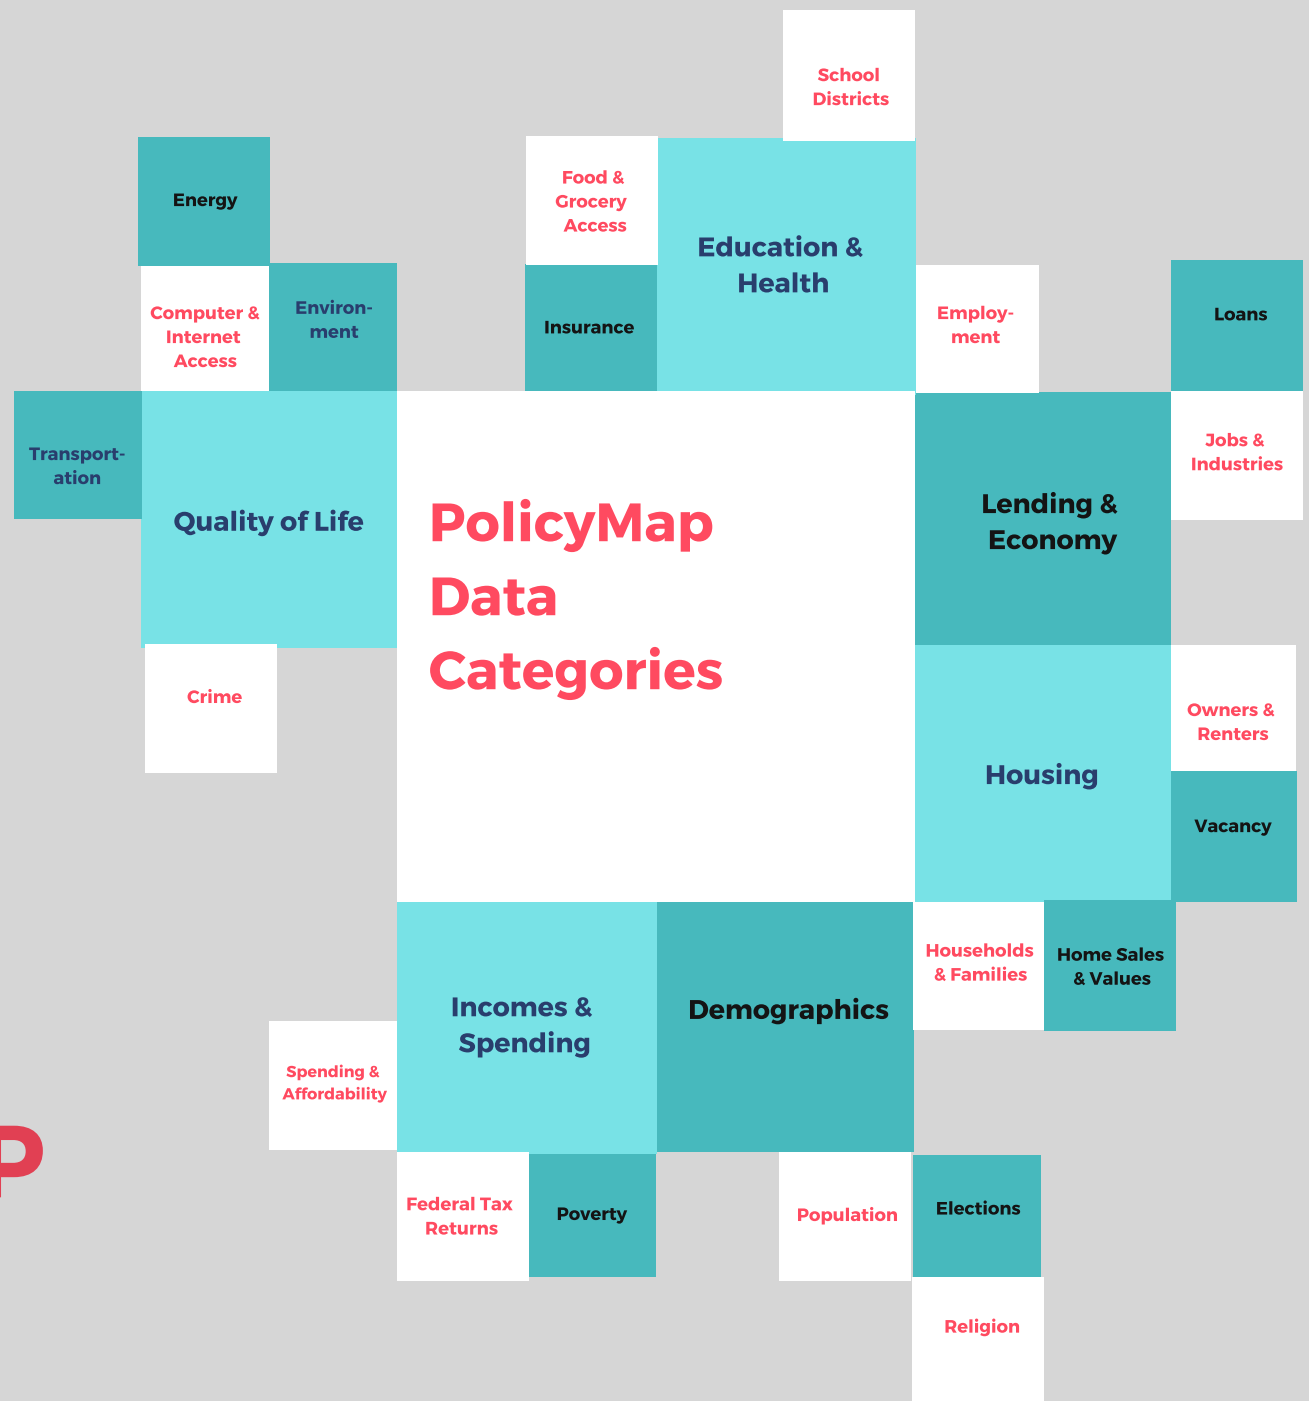 School
Districts
Energy
Food &
Grocery
Access
Education &
Health
Computer &
Internet
Access
Environ-
ment
Insurance
Employ-
ment
Loans
Transport-
ation
Quality of Life
PolicyMap
Data
Categories
Lending &
Economy
Jobs &
Industries
Crime
Housing
Owners &
Renters
Vacancy
Incomes &
Spending
Demographics
Households
& Families
Home Sales
& Values
Spending &
Affordability
P
Federal Tax
Returns
Poverty
Population
Elections
Religion